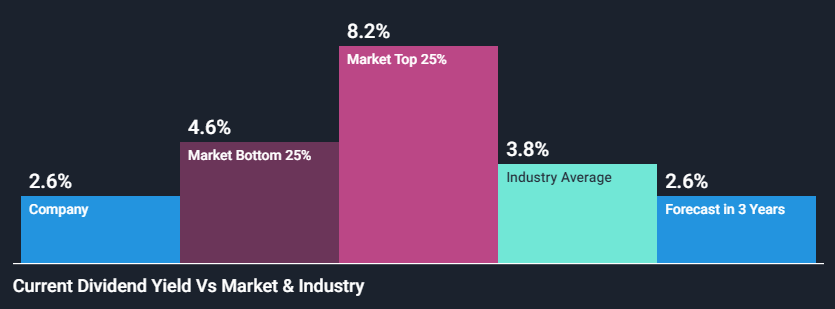 2.6%
Company
4.6%
Market Bottom 25%
8.2%
Market Top 25%
3.8%
Industry Average
2.6%
Forecast in 3 Years
Current Dividend Yield Vs Market & Industry